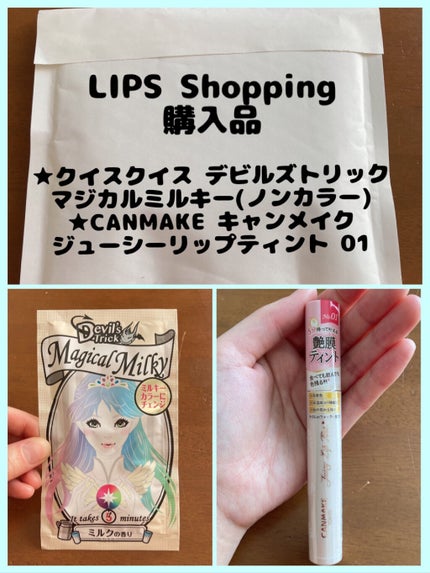 LIPS Shopping
購入品
★クイスクイス デビルズトリック
マジカルミルキー(ノンカラー)
★CANMAKE キャンメイク
ジューシーリップティント 01
Devil's
Trick
Magical Milky
ミルキー
カラーに
チェンジ
It takes 3 minutes
ミルクの香り
No.01
艶膜
ティント
CANMAKE